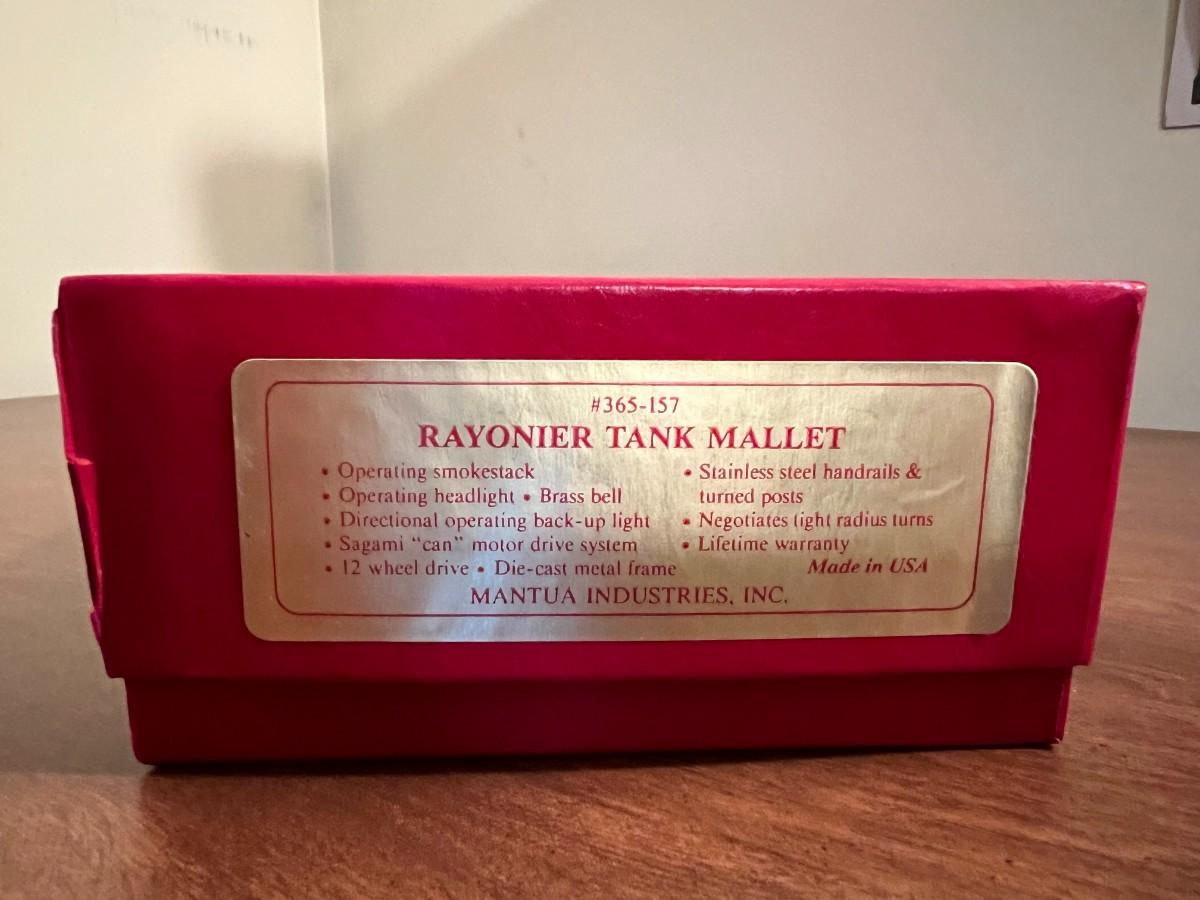 #365-157
RAYONIER TANK MALLET
• Operating smokestack
• Operating headlight • Brass bell
• Directional operating back-up light
• Sagami "can" motor drive system
• 12 wheel drive • Die-cast metal frame
• Stainless steel handrails &
turned posts
• Negotiates tight radius turns
• Lifetime warranty
Made in USA
MANTUA INDUSTRIES, INC.